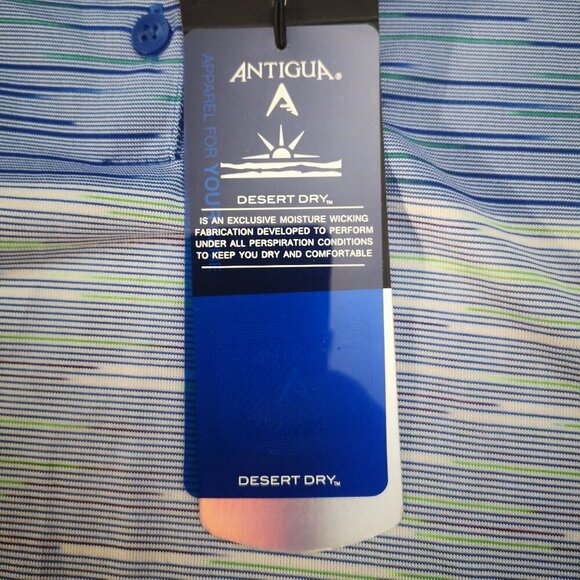 ANTIGUA®
DESERT DRY™
IS AN EXCLUSIVE MOISTURE WICKING
FABRICATION DEVELOPED TO PERFORM
UNDER ALL PERSPIRATION CONDITIONS
TO KEEP YOU DRY AND COMFORTABLE
APPAREL FOR YOU
DESERT DRY™